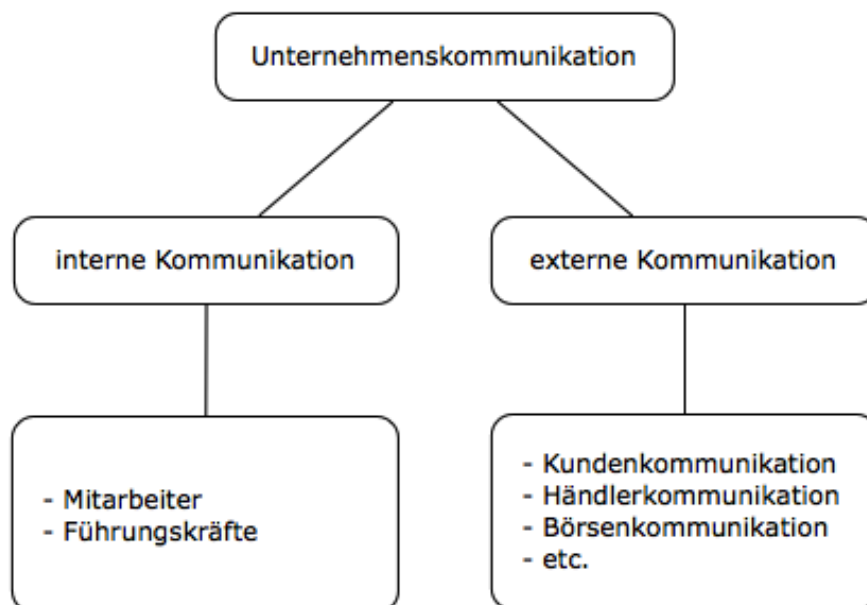 Unternehmenskommunikation
interne Kommunikation
externe Kommunikation
- Mitarbeiter
- Führungskräfte
- Kundenkommunikation
- Händlerkommunikation
- Börsenkommunikation
- etc.